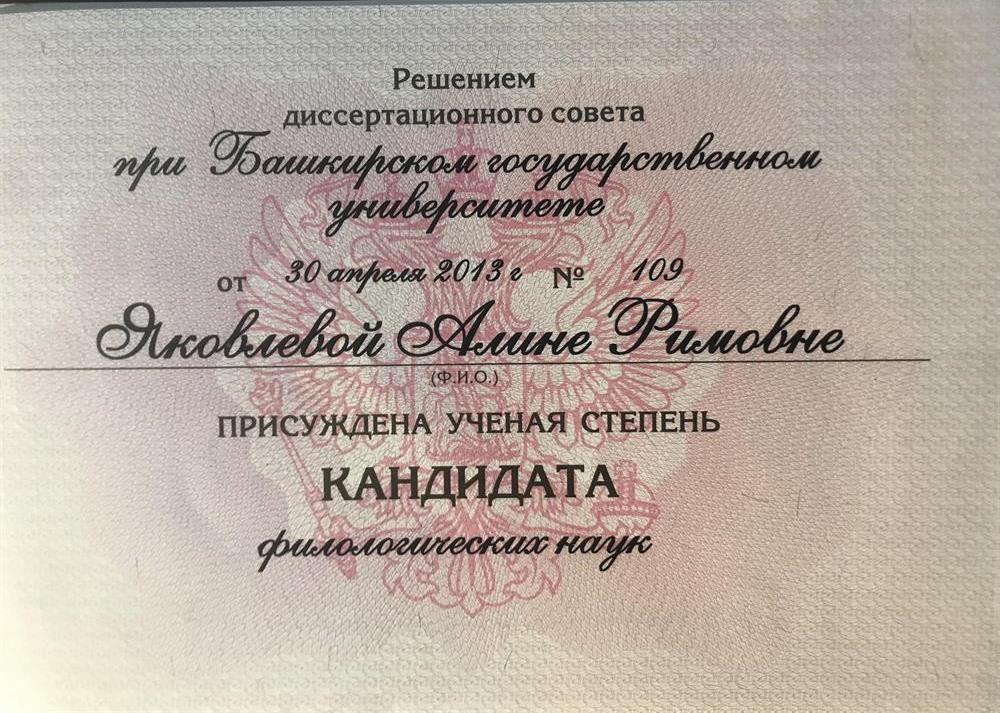 Решением
диссертационного совета
при Башкирском государственном
университете
от 30 апреля 2013 г № 109
Яковлевой Алине Римовне
(Ф.И.О.)
ПРИСУЖДЕНА УЧЕНАЯ СТЕПЕНЬ
КАНДИДАТА
филологических наук